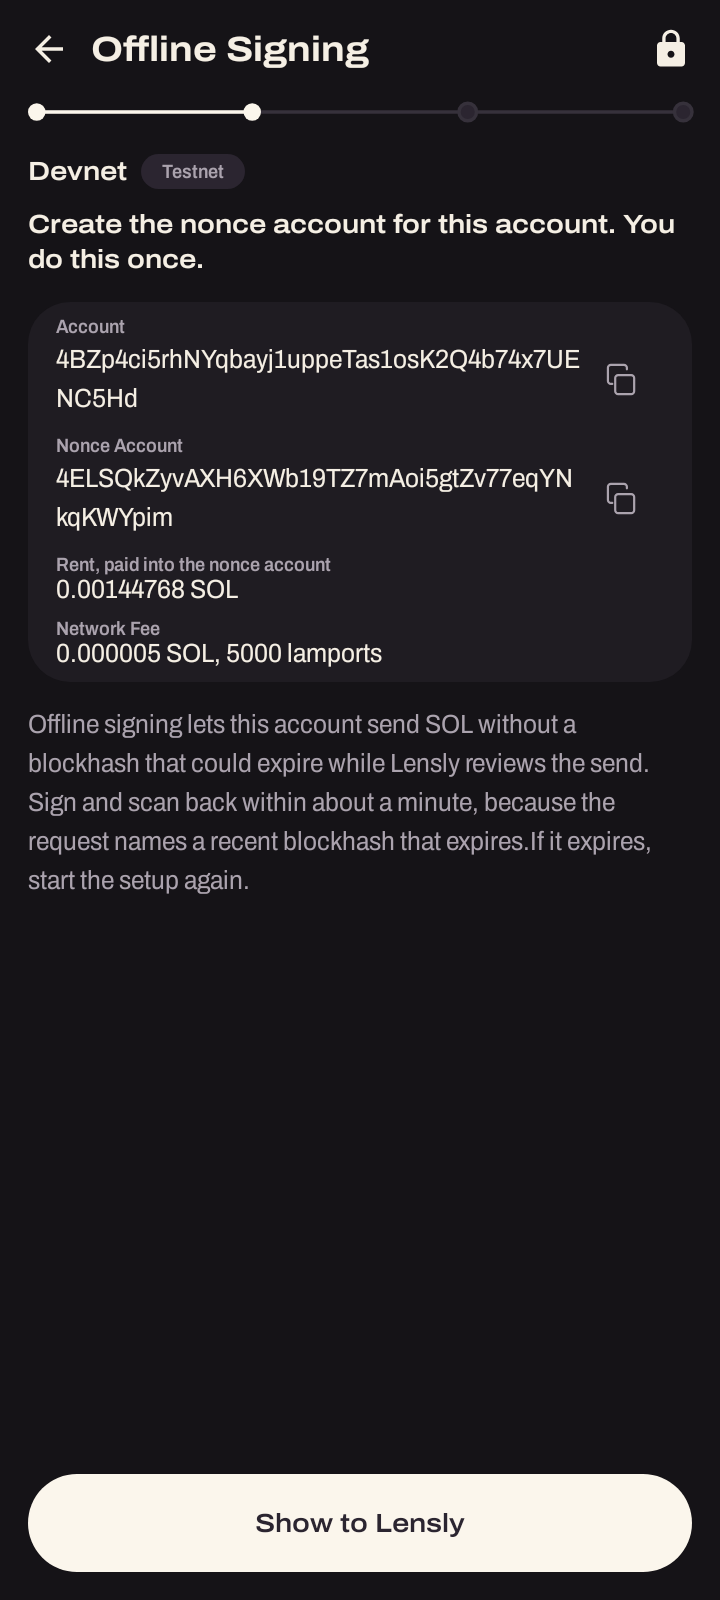 Offline Signing
Devnet
Testnet
Create the nonce account for this account. You
do this once.
Account
4BZp4ci5rhNYqbayj1uppeTas1osK2Q4b74x7UE
NC5Hd
Nonce Account
4ELSQkZyvAXH6XWb19TZ7mAoi5gtZv77eqYN
kqKWYpim
Rent, paid into the nonce account
0.00144768 SOL
Network Fee
0.000005 SOL, 5000 lamports
Offline signing lets this account send SOL without a
blockhash that could expire while Lensly reviews the send.
Sign and scan back within about a minute, because the
request names a recent blockhash that expires.If it expires,
start the setup again.
Show to Lensly